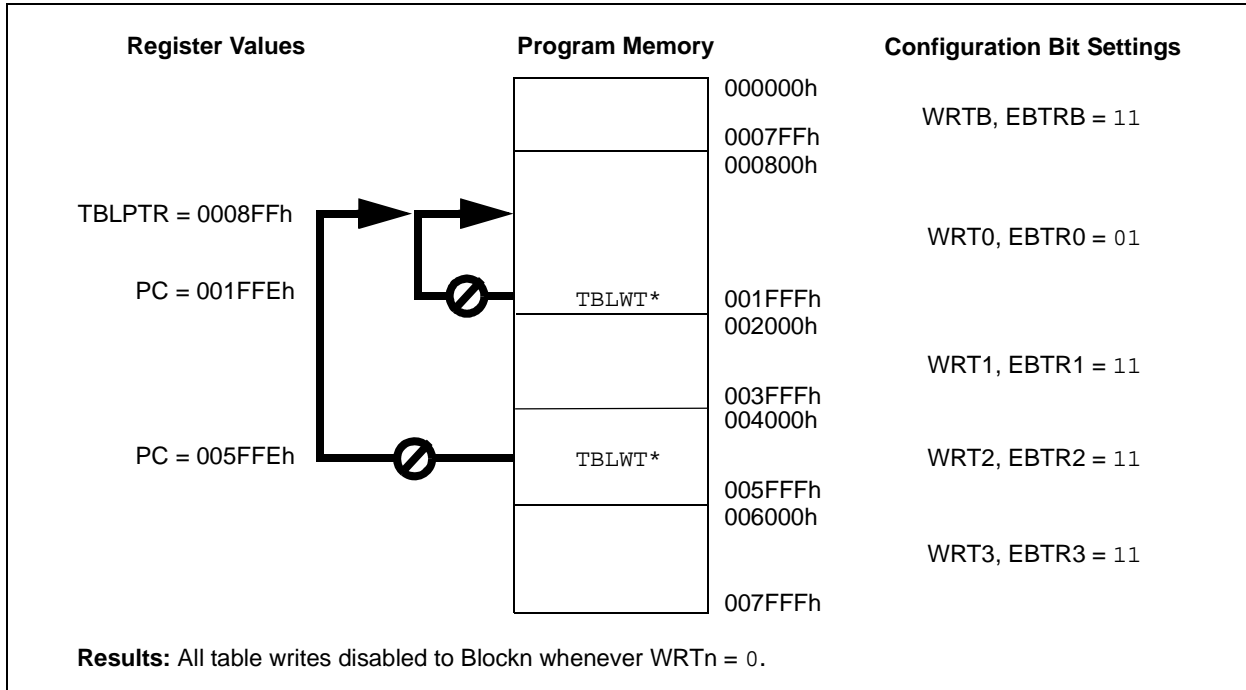 Register Values Program Memory Configuration Bit Settings
000000h
WRTB, EBTRB = 11
0007FFh
000800h
TBLPTR = 0008FFh
WRT0, EBTR0 = 01
PC = 001FFEh TBLWT* 001FFFh
002000h
WRT1, EBTR1 = 11
003FFFh
004000h
PC = 005FFEh TBLWT* WRT2, EBTR2 = 11
005FFFh
006000h
WRT3, EBTR3 = 11
007FFFh
Results: All table writes disabled to Blockn whenever WRTn = 0.